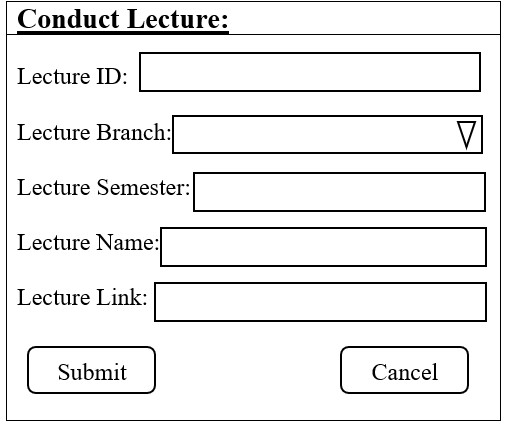 Conduct Lecture:
Lecture ID:
Lecture Branch:
Lecture Semester:
Lecture Name:
Lecture Link:
Submit Cancel